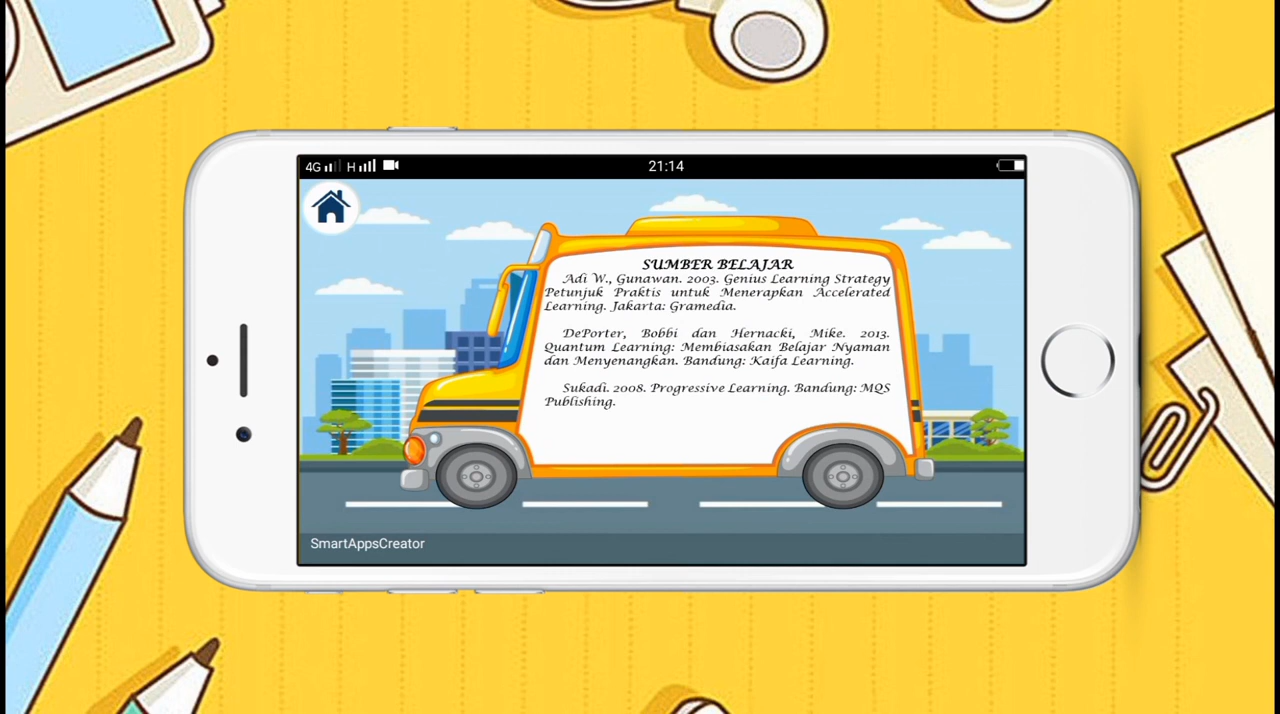 4G H 21:14
SUMBER BELAJAR
Adi W., Gunawan. 2003. Genius Learning Strategy
Petunjuk Praktis untuk Menerapkan Accelerated
Learning. Jakarta: Gramedia.
DePorter, Bobbi dan Hernacki, Mike. 2013.
Quantum Learning: Membiasakan Belajar Nyaman
dan Menyenangkan. Bandung: Kaifa Learning.
Sukadi. 2008. Progressive Learning. Bandung: MQS
Publishing.
SmartAppsCreator